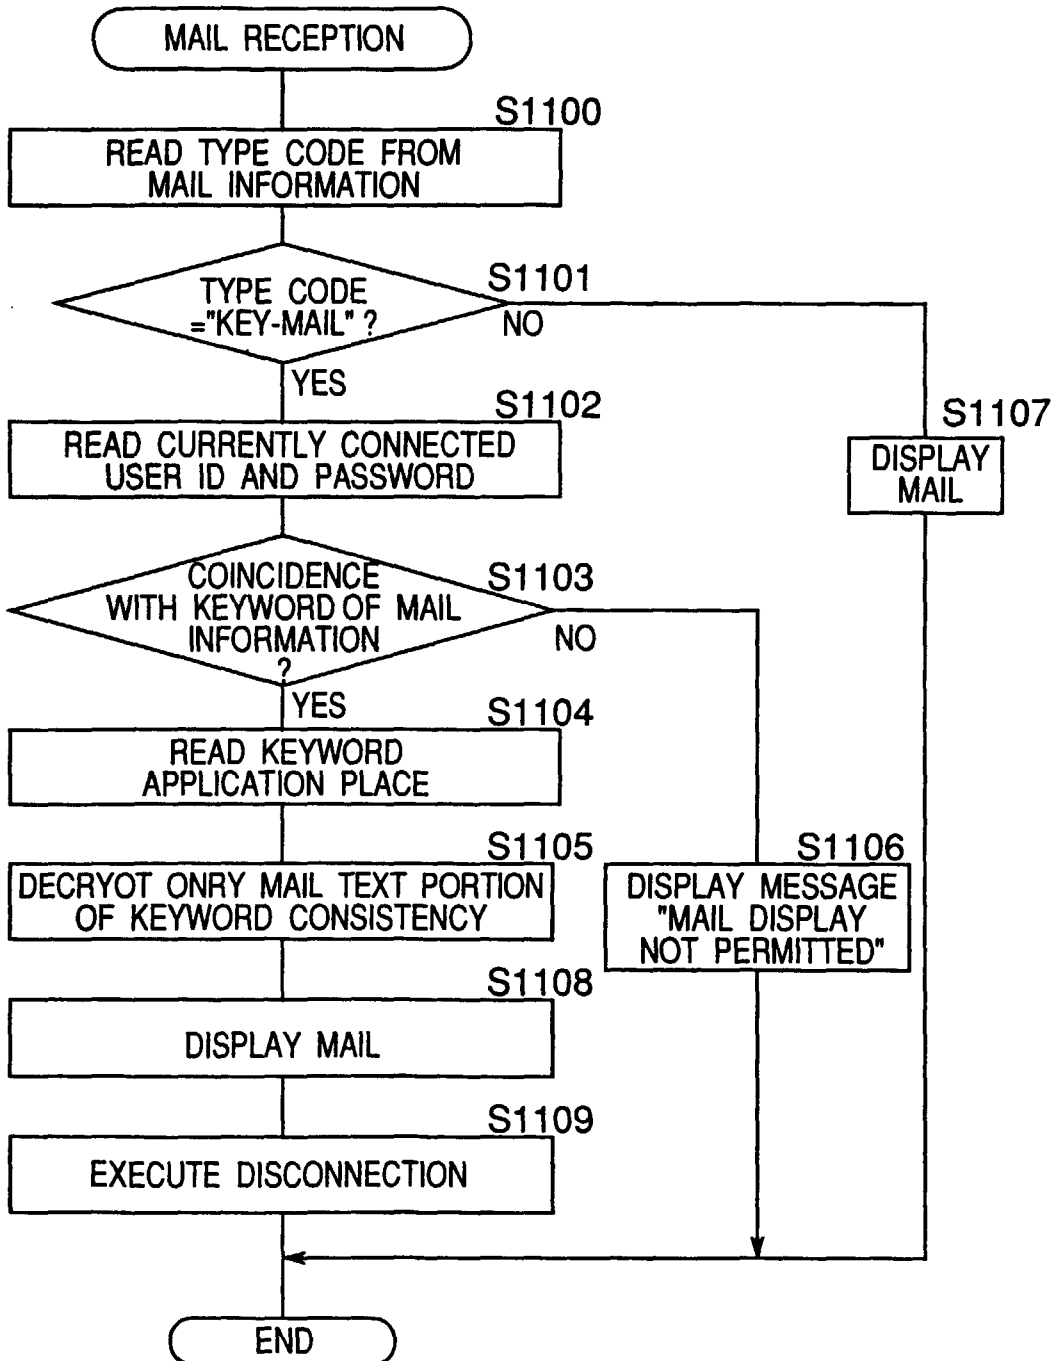 MAIL RECEPTION
S1100
READ TYPE CODE FROM
MAIL INFORMATION
S1101
TYPE CODE
="KEY-MAIL" ?
NO
YES
S1102
READ CURRENTLY CONNECTED
USER ID AND PASSWORD
S1107
DISPLAY
MAIL
S1103
COINCIDENCE
WITH KEYWORD OF MAIL
INFORMATION
?
NO
YES
S1104
READ KEYWORD
APPLICATION PLACE
S1105
DECRYOT ONRY MAIL TEXT PORTION
OF KEYWORD CONSISTENCY
S1106
DISPLAY MESSAGE
"MAIL DISPLAY
NOT PERMITTED"
S1108
DISPLAY MAIL
S1109
EXECUTE DISCONNECTION
END